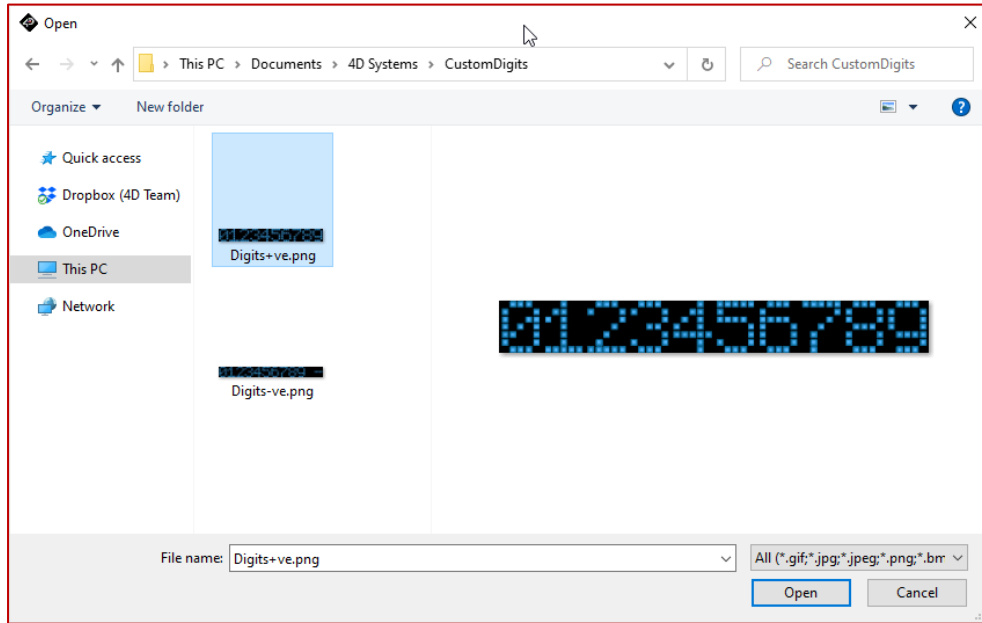 Open
This PC > Documents > 4D Systems > CustomDigits
Search CustomDigits
Organize
New folder
Quick access
Dropbox (4D Team)
OneDrive
This PC
Network
0123456789
Digits+ve.png
0123456789 -
Digits-ve.png
0123456789
File name: Digits+ve.png
All (*.gif;*.jpg;*.jpeg;*.png;*.bm
Open
Cancel